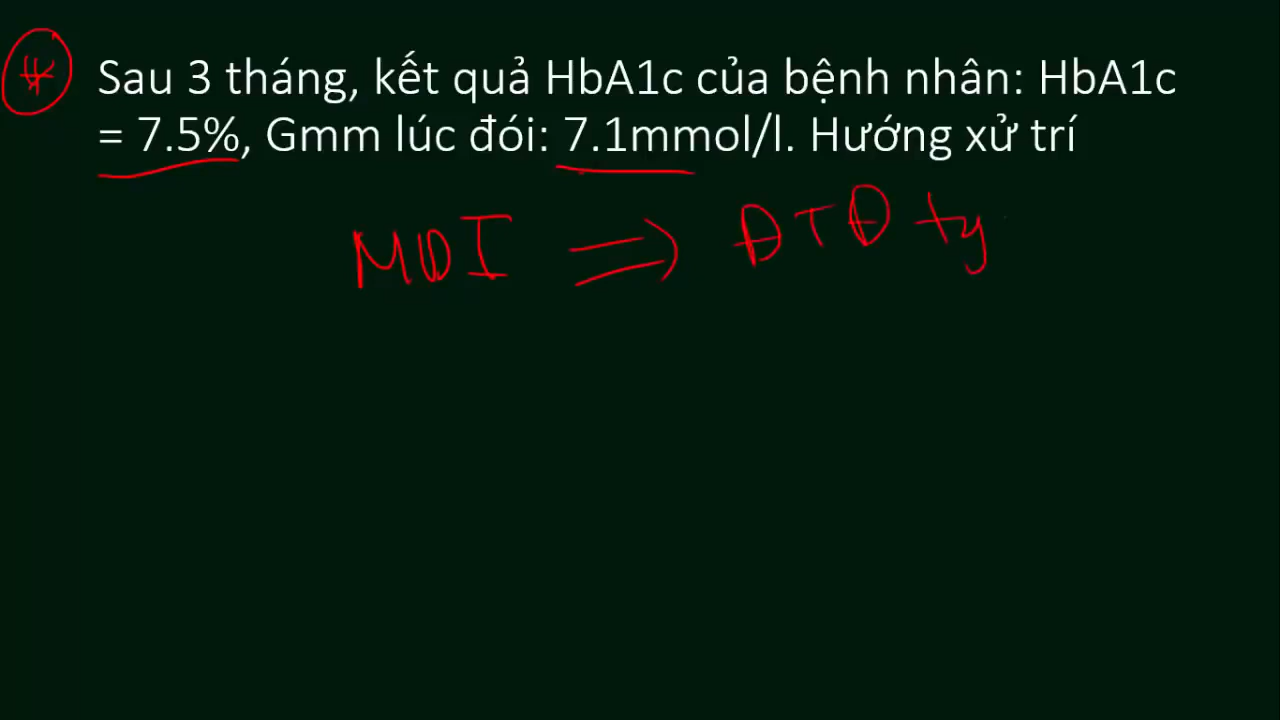 Sau 3 tháng, kết quả HbA1c của bệnh nhân: HbA1c
= 7.5%, Gmm lúc đói: 7.1mmol/l. Hướng xử trí
MDI => ĐTĐ ty